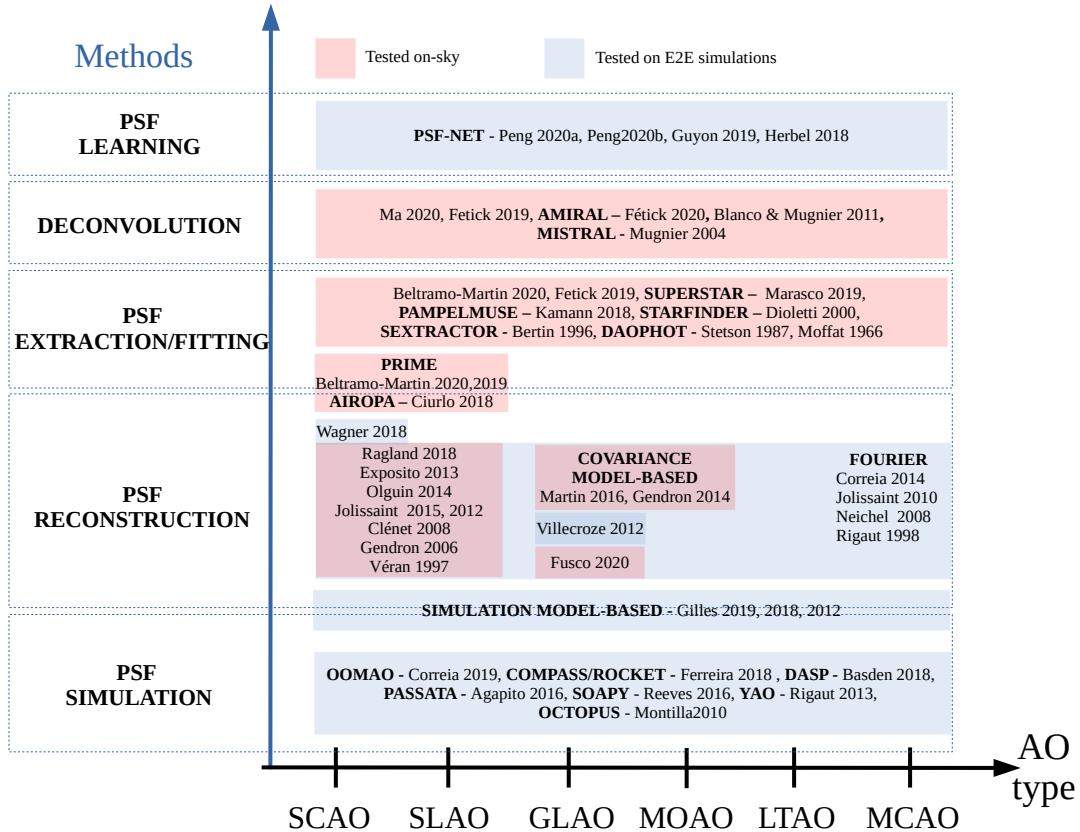 Methods
Tested on-sky
Tested on E2E simulations
PSF
LEARNING
PSF-NET - Peng 2020a, Peng2020b, Guyon 2019, Herbel 2018
DECONVOLUTION
Ma 2020, Fetick 2019, AMIRAL – Fétick 2020, Blanco & Mugnier 2011,
MISTRAL - Mugnier 2004
PSF
EXTRACTION/FITTING
Beltramo-Martin 2020, Fetick 2019, SUPERSTAR – Marasco 2019,
PAMPELMUSE – Kamann 2018, STARFINDER – Dioletti 2000,
SEXTRACTOR - Bertin 1996, DAOPHOT - Stetson 1987, Moffat 1966
PRIME
Beltramo-Martin 2020,2019
AIROPA – Ciurlo 2018
PSF
RECONSTRUCTION
Wagner 2018
Ragland 2018
Exposito 2013
Olguin 2014
Jolissaint 2015, 2012
Clénet 2008
Gendron 2006
Véran 1997
COVARIANCE
MODEL-BASED
Martin 2016, Gendron 2014
Villecroze 2012
Fusco 2020
FOURIER
Correia 2014
Jolissaint 2010
Neichel 2008
Rigaut 1998
SIMULATION MODEL-BASED - Gilles 2019, 2018, 2012
PSF
SIMULATION
OOMAO - Correia 2019, COMPASS/ROCKET - Ferreira 2018 , DASP - Basden 2018,
PASSATA - Agapito 2016, SOAPY - Reeves 2016, YAO - Rigaut 2013,
OCTOPUS - Montilla2010
AO
type
SCAO SLAO GLAO MOAO LTAO MCAO